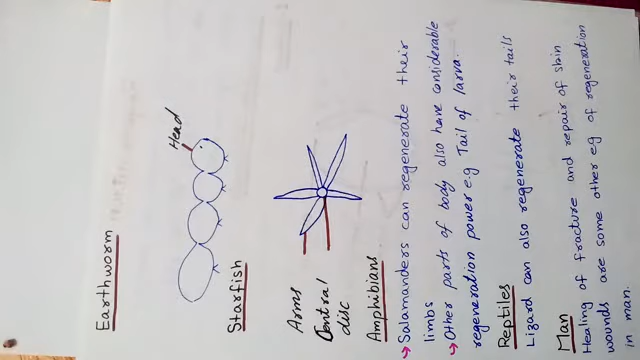 Earthworm
Head
Starfish
Arms
Central
disc
Amphibians
→ Salamanders can regenerate their
limbs
→ Other parts of body also have considerable
regeneration power e.g Tail of larva.
Reptiles
Lizard can also regenerate their tails
Man
Healing of fracture and repair of skin
wounds are some other eg of regeneration
in man.